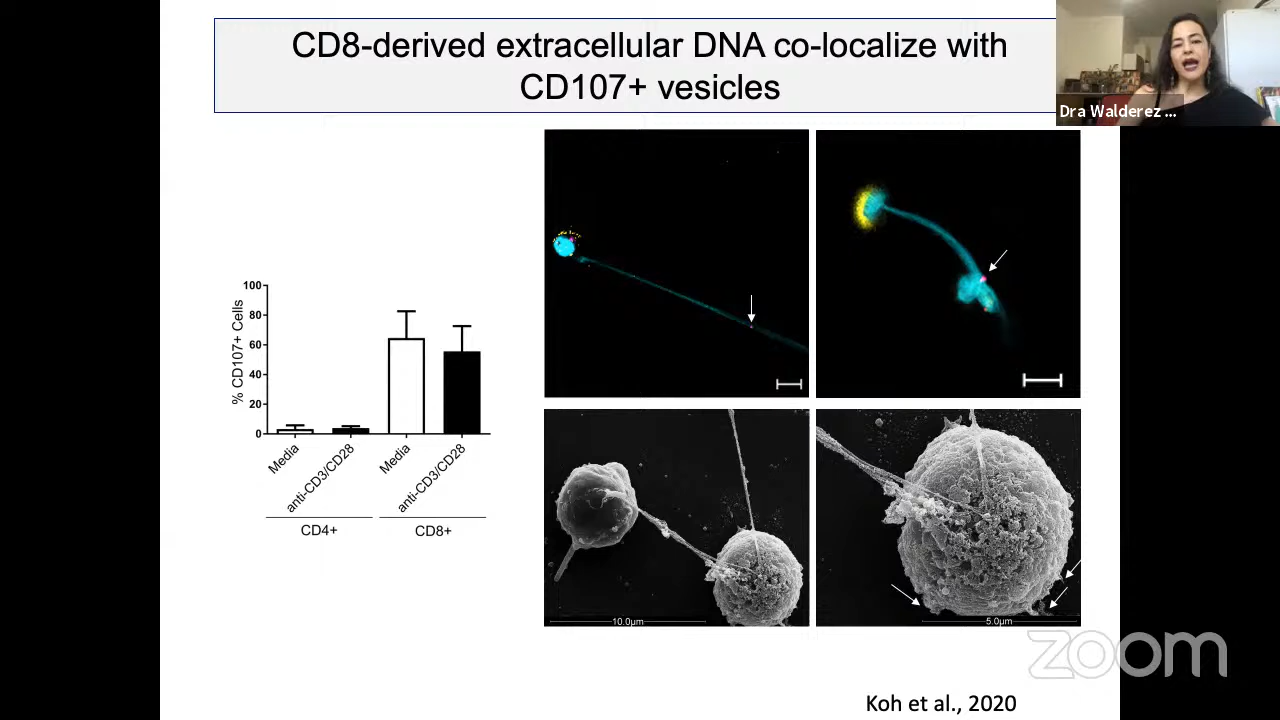 CD8-derived extracellular DNA co-localize with
CD107+ vesicles
Dra Walderez ...
% CD107+ Cells
100
80
60
40
20
0
Media
anti-CD3/CD28
Media
anti-CD3/CD28
CD4+
CD8+
10.0µm
5.0µm
zoom
Koh et al., 2020